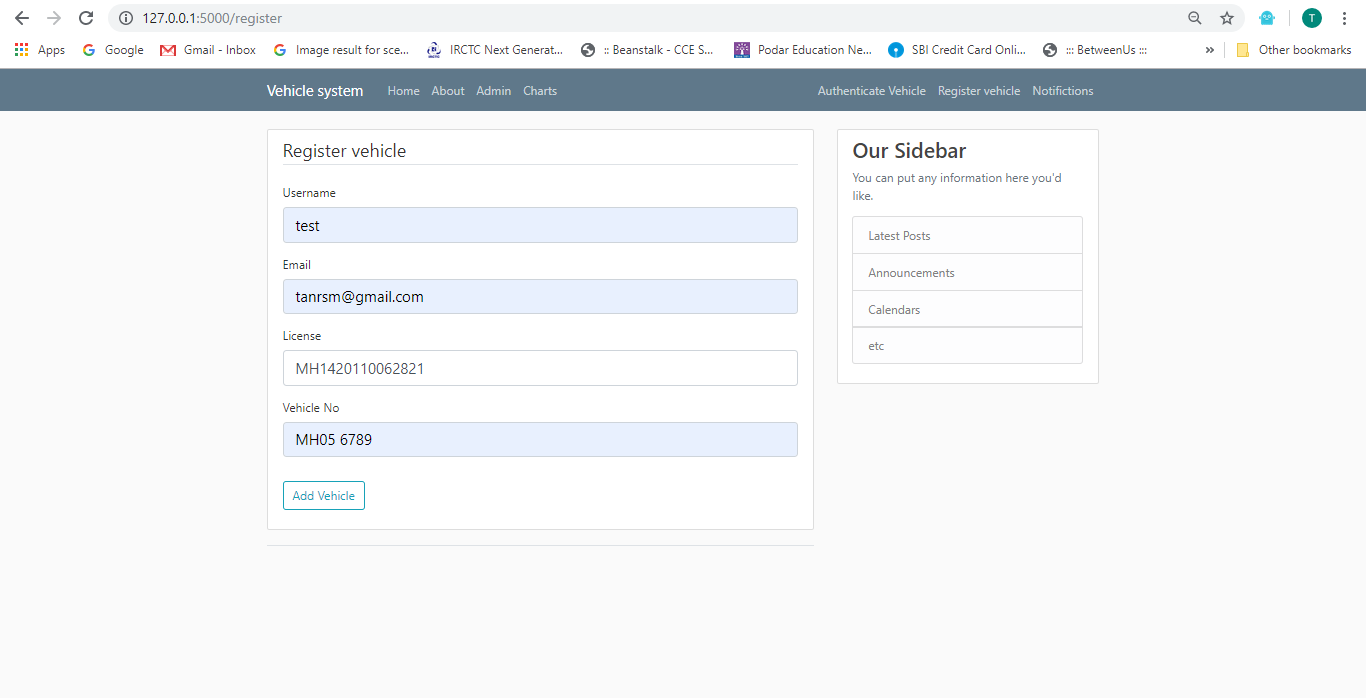 127.0.0.1:5000/register
T
Apps Google Gmail - Inbox Image result for sce... IRCTC Next Generat... :: Beanstalk - CCE S... Podar Education Ne... SBI Credit Card Onli... ::: BetweenUs ::: » Other bookmarks
Vehicle system Home About Admin Charts Authenticate Vehicle Register vehicle Notifictions
Register vehicle
Username
test
Email
tanrsm@gmail.com
License
MH1420110062821
Vehicle No
MH05 6789
Add Vehicle
Our Sidebar
You can put any information here you'd
like.
Latest Posts
Announcements
Calendars
etc